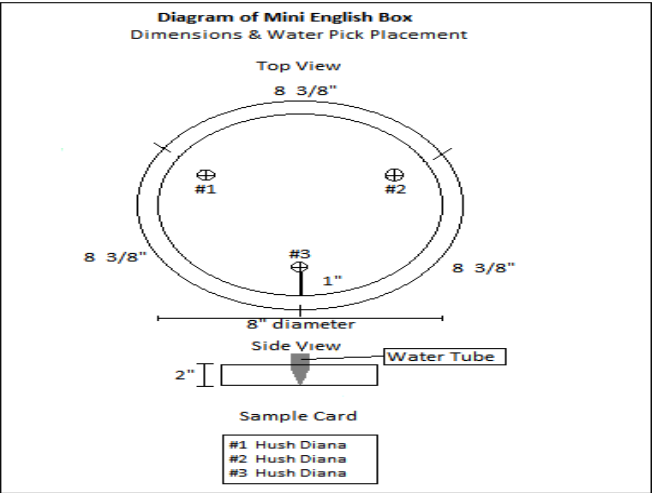 Diagram of Mini English Box
Dimensions & Water Pick Placement
Top View
8 3/8"
#1
#2
#3
8 3/8"
8 3/8"
1"
8" diameter
Side View
Water Tube
2"
Sample Card
#1 Hush Diana
#2 Hush Diana
#3 Hush Diana